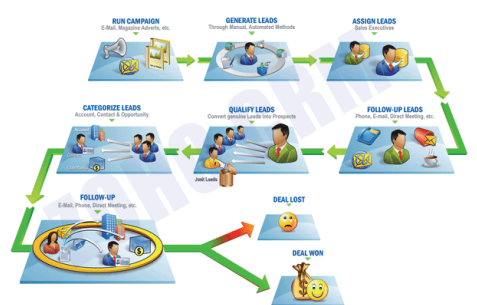 RUN CAMPAIGN
E-Mail, Magazine Adverts, etc.
GENERATE LEADS
Through Manual, Automated Methods
ASSIGN LEADS
Sales Executives
CATEGORIZE LEADS
Account, Contact & Opportunity
QUALIFY LEADS
Convert genuine Leads into Prospects
FOLLOW-UP LEADS
Phone, E-mail, Direct Meeting, etc.
Junk Leads
FOLLOW-UP
E-Mail, Phone, Direct Meeting, etc.
DEAL LOST
DEAL WON